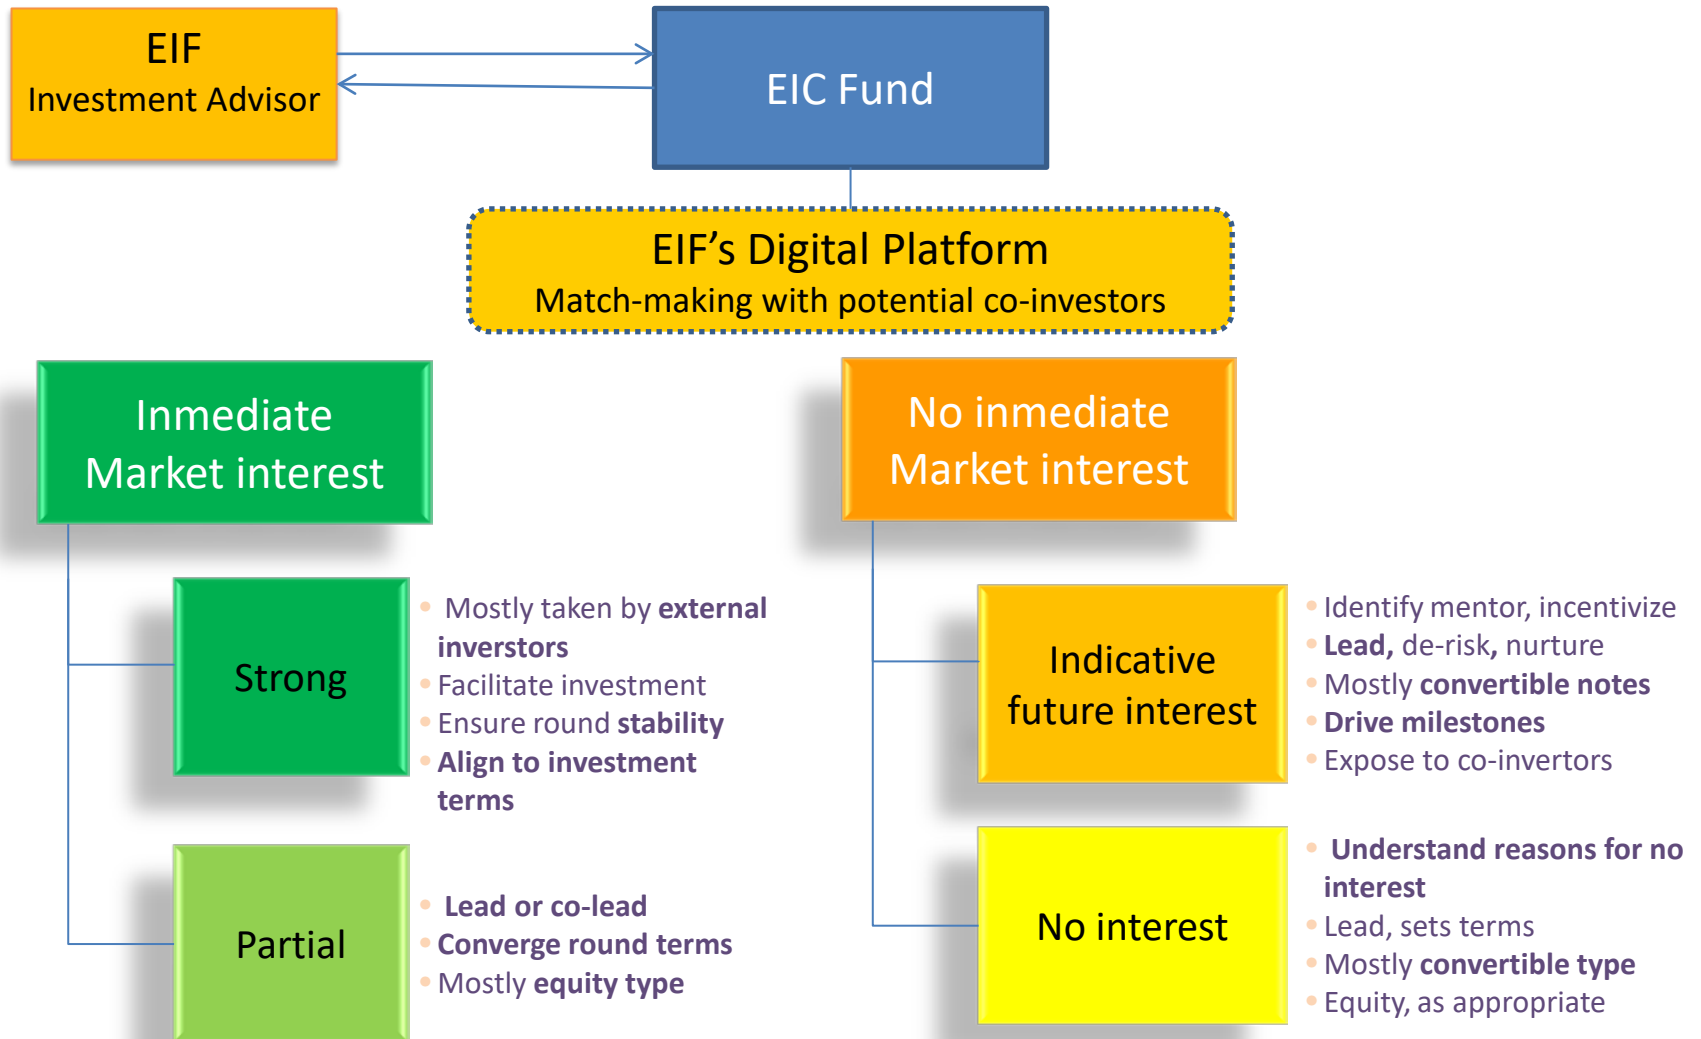 EIF
Investment Advisor
EIC Fund
EIF’s Digital Platform
Match-making with potential co-investors
Inmediate
Market interest
Strong
• Mostly taken by external
inverstors
• Facilitate investment
• Ensure round stability
• Align to investment
terms
Partial
• Lead or co-lead
• Converge round terms
• Mostly equity type
No inmediate
Market interest
Indicative
future interest
• Identify mentor, incentivize
• Lead, de-risk, nurture
• Mostly convertible notes
• Drive milestones
• Expose to co-invertors
No interest
• Understand reasons for no
interest
• Lead, sets terms
• Mostly convertible type
• Equity, as appropriate